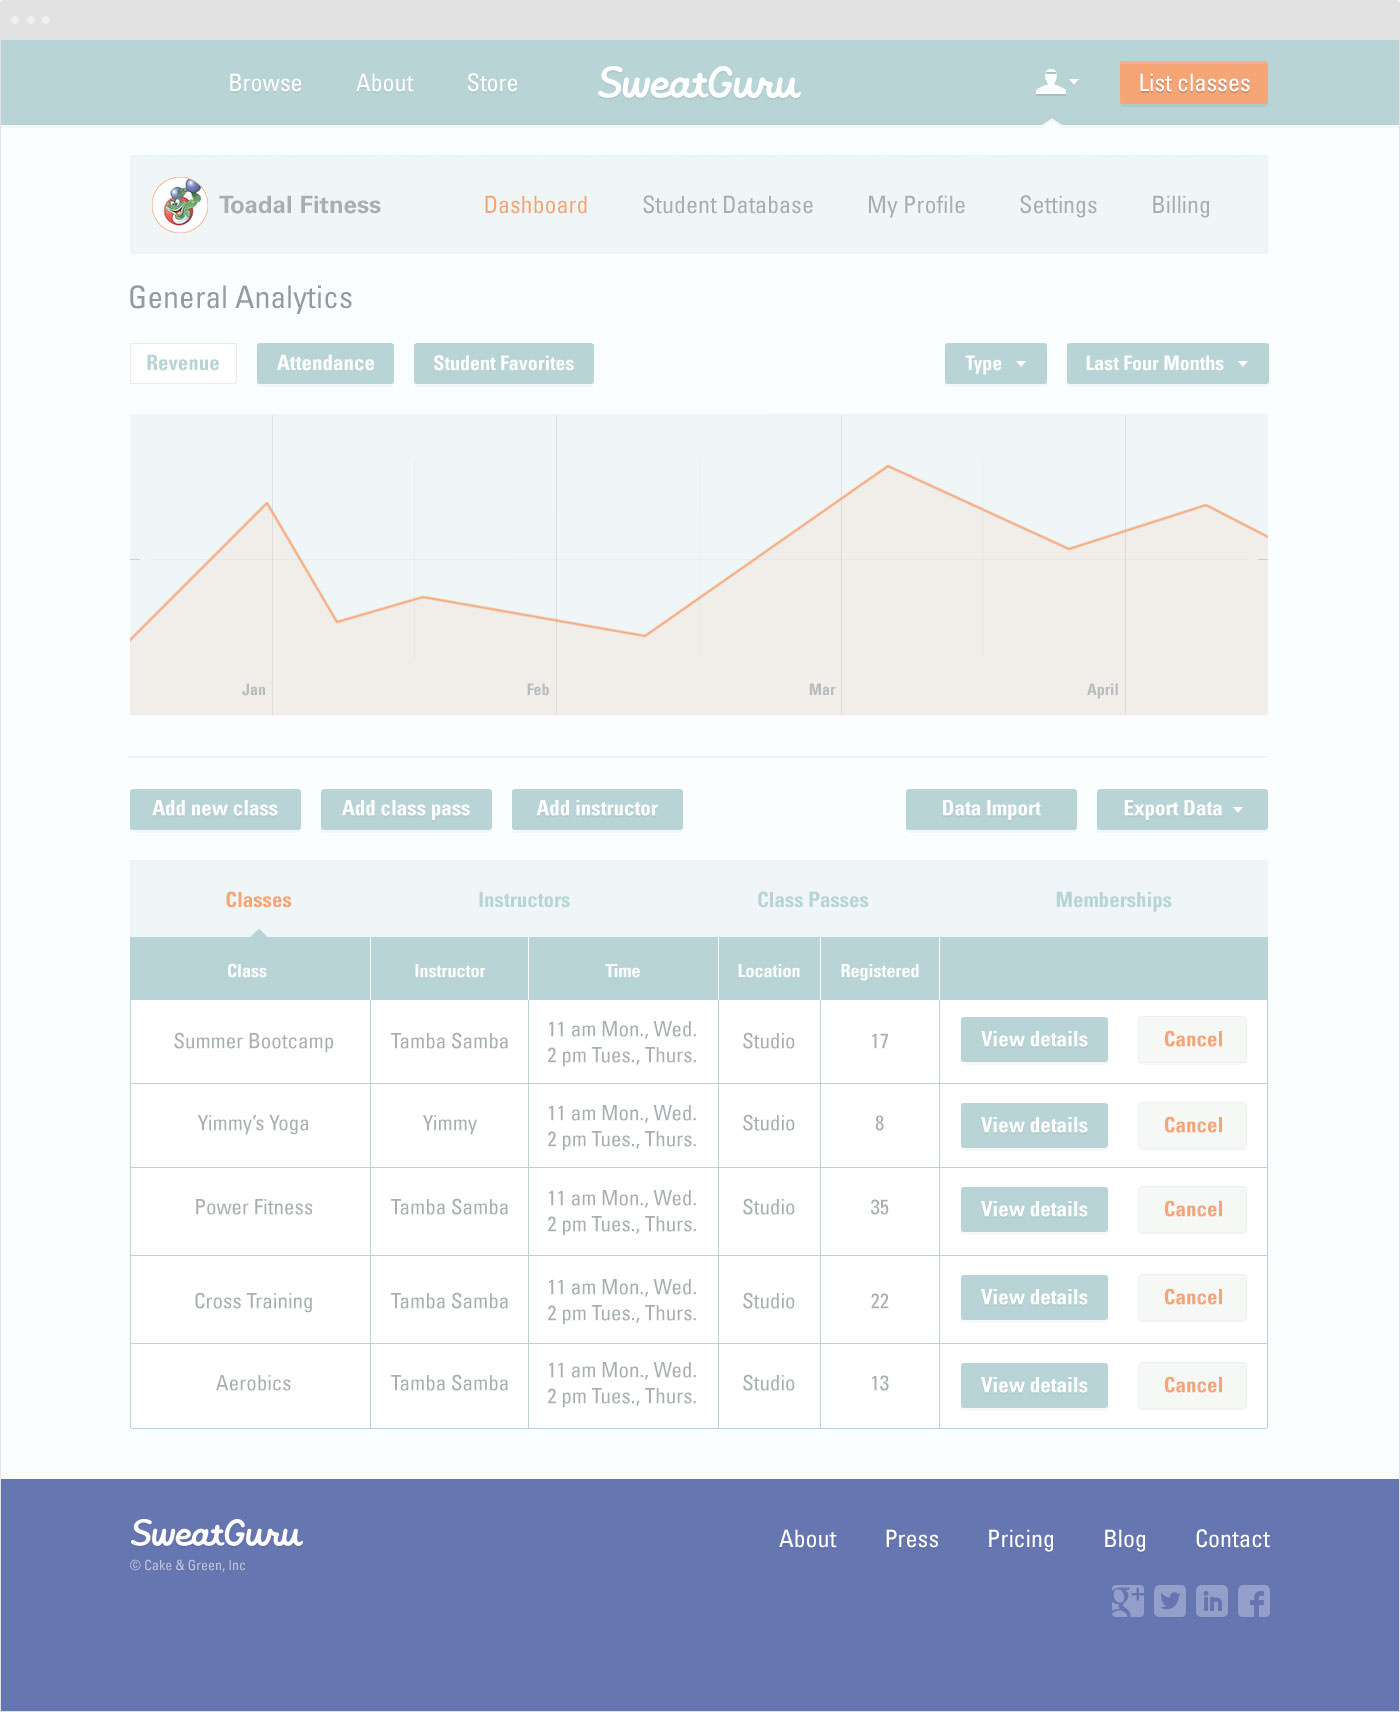 Browse About Store SweatGuru List classes
Toadal Fitness Dashboard Student Database My Profile Settings Billing
General Analytics
Revenue Attendance Student Favorites Type Last Four Months
Jan Feb Mar April
Add new class Add class pass Add instructor Data Import Export Data
Classes Instructors Class Passes Memberships
Class Instructor Time Location Registered
Summer Bootcamp Tamba Samba 11 am Mon., Wed. 2 pm Tues., Thurs. Studio 17 View details Cancel
Yimmy's Yoga Yimmy 11 am Mon., Wed. 2 pm Tues., Thurs. Studio 8 View details Cancel
Power Fitness Tamba Samba 11 am Mon., Wed. 2 pm Tues., Thurs. Studio 35 View details Cancel
Cross Training Tamba Samba 11 am Mon., Wed. 2 pm Tues., Thurs. Studio 22 View details Cancel
Aerobics Tamba Samba 11 am Mon., Wed. 2 pm Tues., Thurs. Studio 13 View details Cancel
SweatGuru About Press Pricing Blog Contact
© Cake & Green, Inc
g+ in f